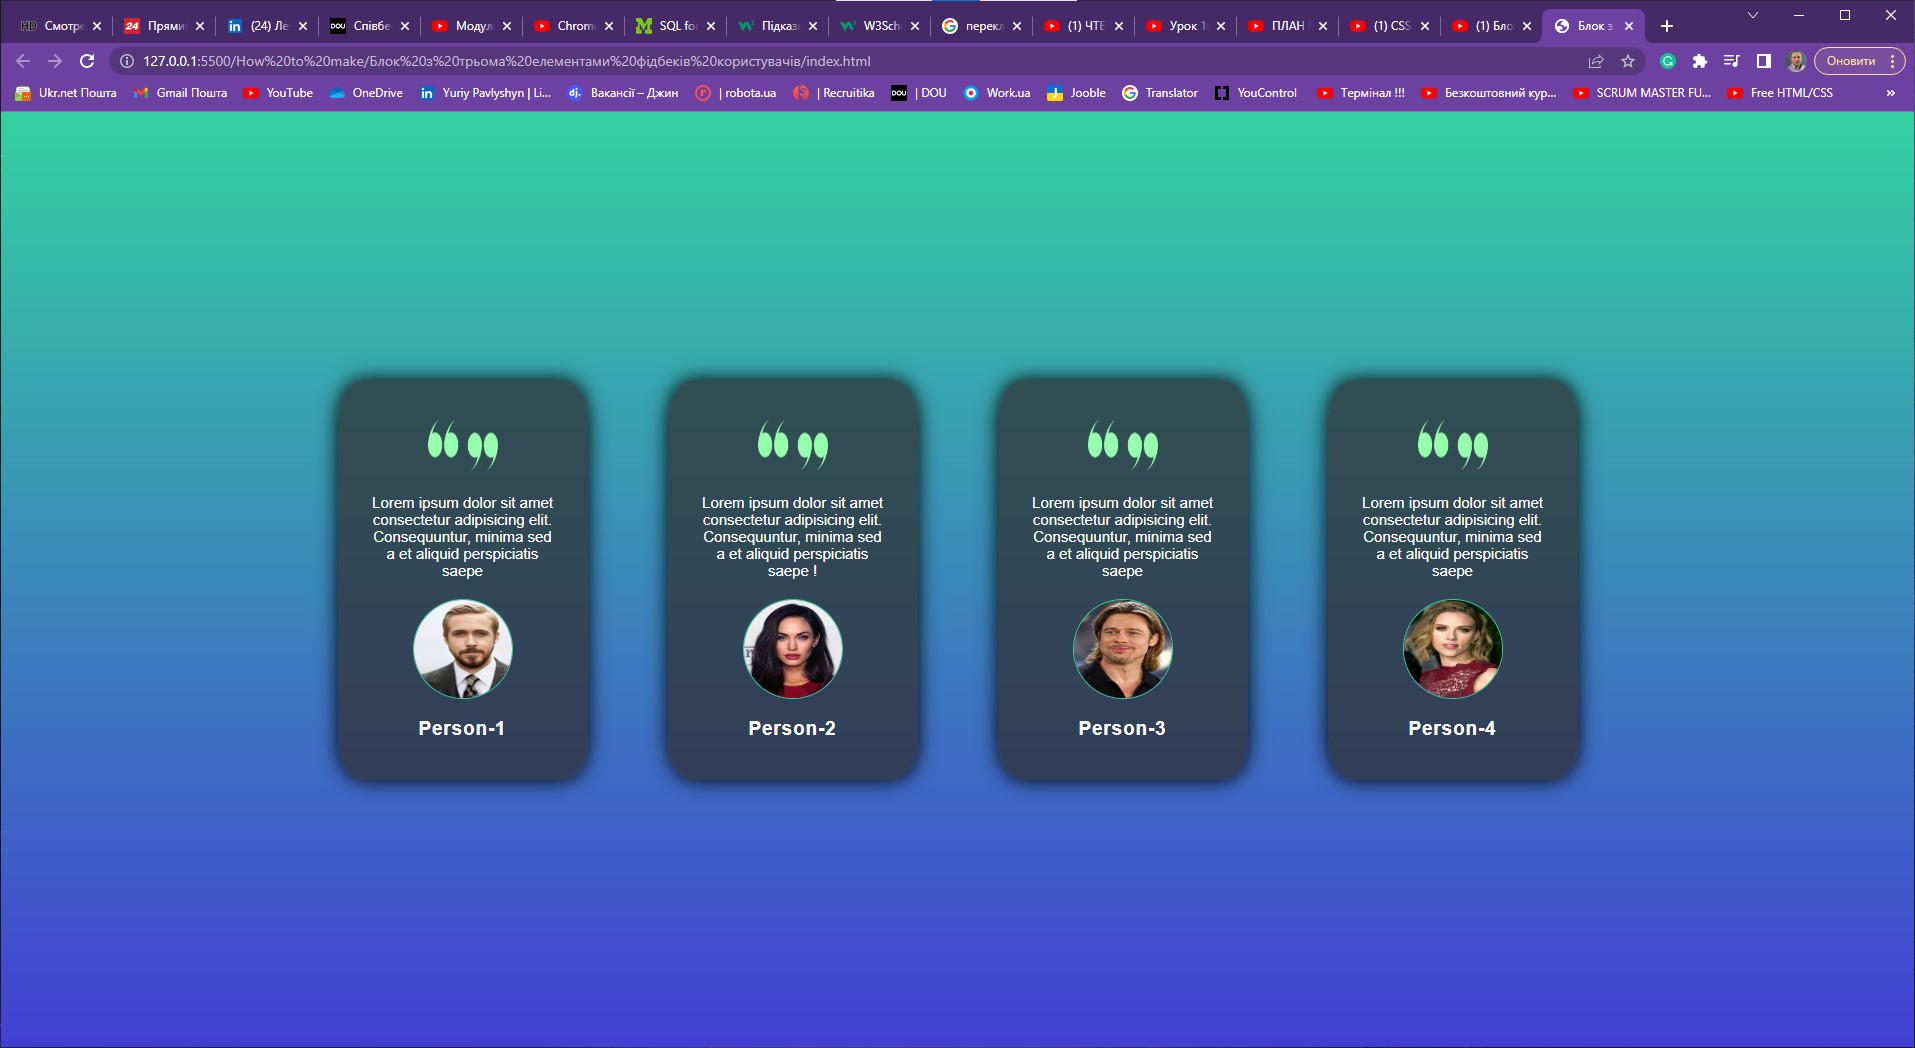 Смотре
24 Прями
in (24) Ле
DOU Співбе
Модул
Chrom
SQL fo
Підказ
W3Sch
перекл
(1) ЧТЕ
Урок 1
ПЛАН
(1) CSS
(1) Бло
Блок з
127.0.0.1:5500/How%20to%20make/Блок%20з%20трьома%20елементами%20фідбеків%20користувачів/index.html
Оновити
Ukr.net Пошта
Gmail Пошта
YouTube
OneDrive
in Yuriy Pavlyshyn | Li...
dj. Вакансії – Джин
r | robota.ua
| Recruitika
DOU | DOU
Work.ua
Jooble
Translator
YouControl
Термінал !!!
Безкоштовний кур...
SCRUM MASTER FU...
Free HTML/CSS
»
Lorem ipsum dolor sit amet
consectetur adipisicing elit.
Consequuntur, minima sed
a et aliquid perspiciatis
saepe
Person-1
Lorem ipsum dolor sit amet
consectetur adipisicing elit.
Consequuntur, minima sed
a et aliquid perspiciatis
saepe !
Person-2
Lorem ipsum dolor sit amet
consectetur adipisicing elit.
Consequuntur, minima sed
a et aliquid perspiciatis
saepe
Person-3
Lorem ipsum dolor sit amet
consectetur adipisicing elit.
Consequuntur, minima sed
a et aliquid perspiciatis
saepe
Person-4